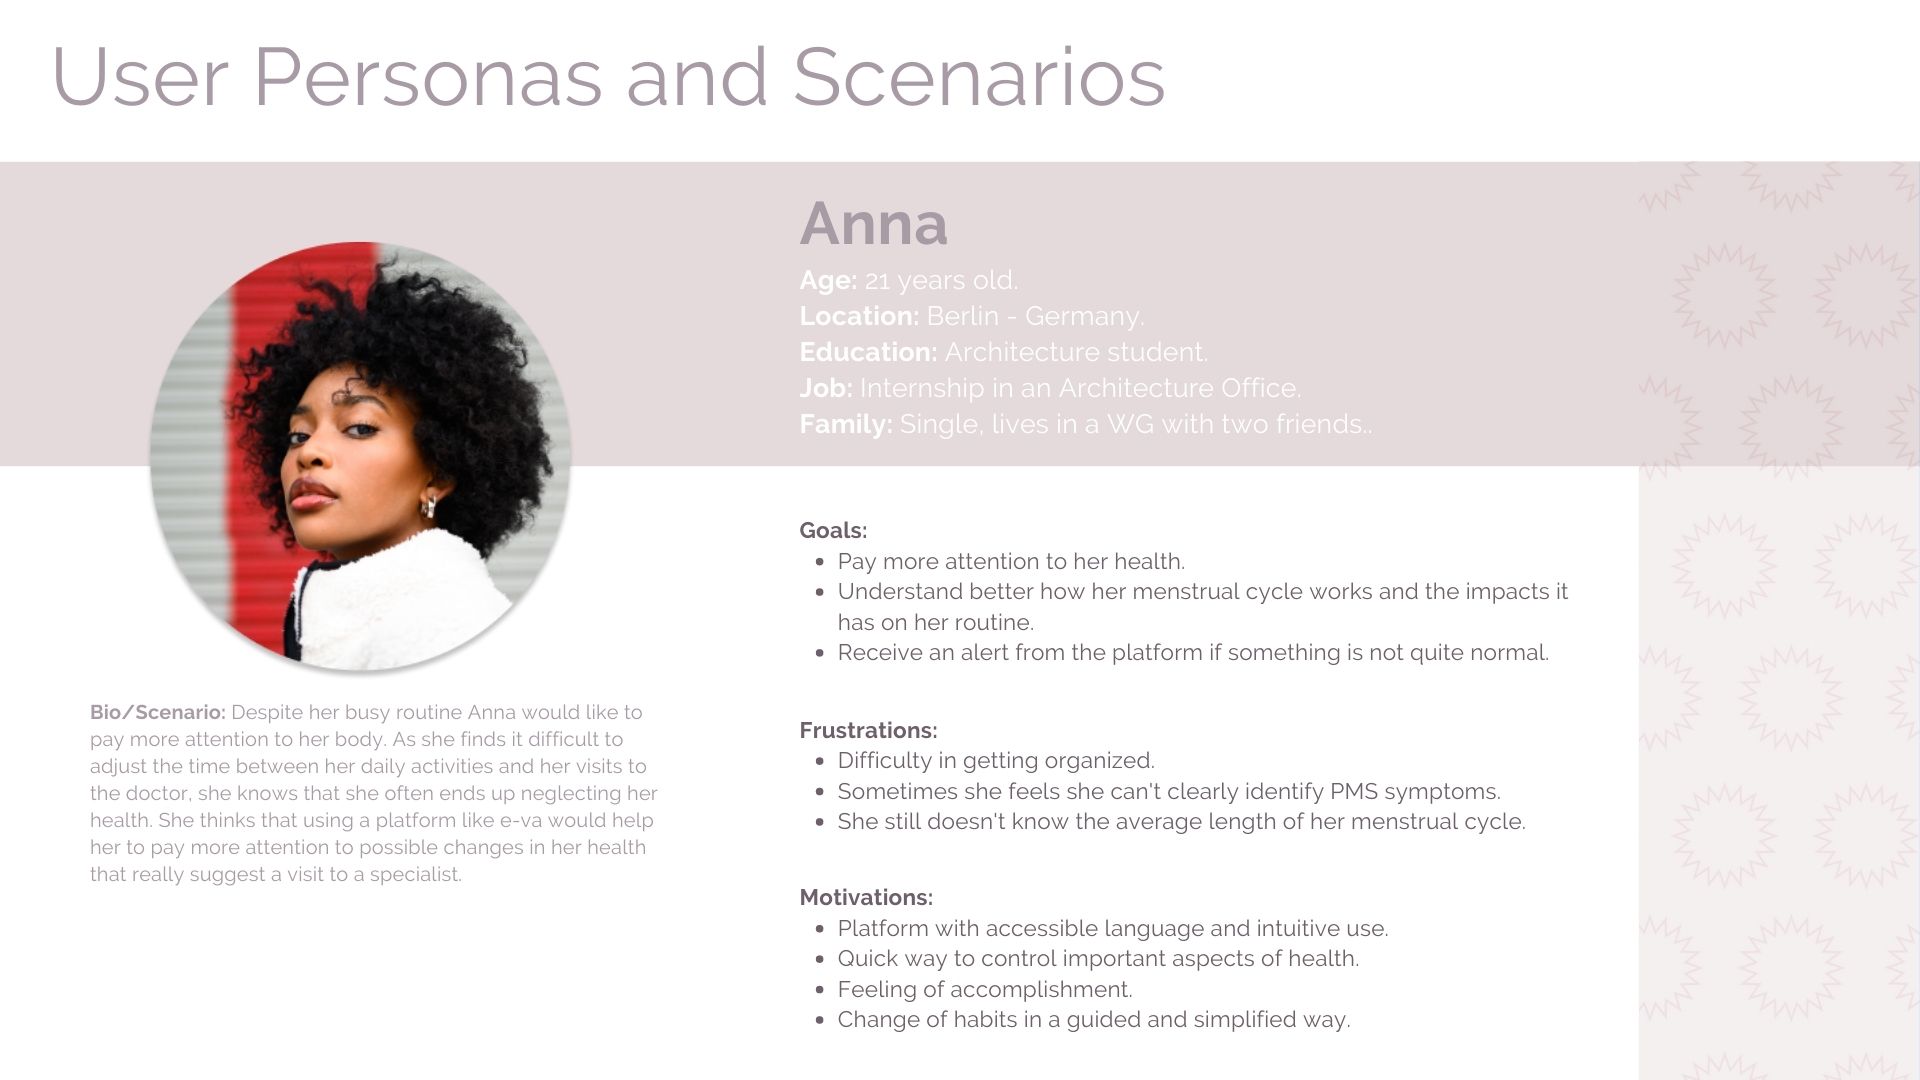 User Personas and Scenarios
Anna
Age: 21 years old.
Location: Berlin - Germany.
Education: Architecture student.
Job: Internship in an Architecture Office.
Family: Single, lives in a WG with two friends..
Bio/Scenario: Despite her busy routine Anna would like to
pay more attention to her body. As she finds it difficult to
adjust the time between her daily activities and her visits to
the doctor, she knows that she often ends up neglecting her
health. She thinks that using a platform like e-va would help
her to pay more attention to possible changes in her health
that really suggest a visit to a specialist.
Goals:
• Pay more attention to her health.
• Understand better how her menstrual cycle works and the impacts it
has on her routine.
• Receive an alert from the platform if something is not quite normal.
Frustrations:
• Difficulty in getting organized.
• Sometimes she feels she can't clearly identify PMS symptoms.
• She still doesn't know the average length of her menstrual cycle.
Motivations:
• Platform with accessible language and intuitive use.
• Quick way to control important aspects of health.
• Feeling of accomplishment.
• Change of habits in a guided and simplified way.